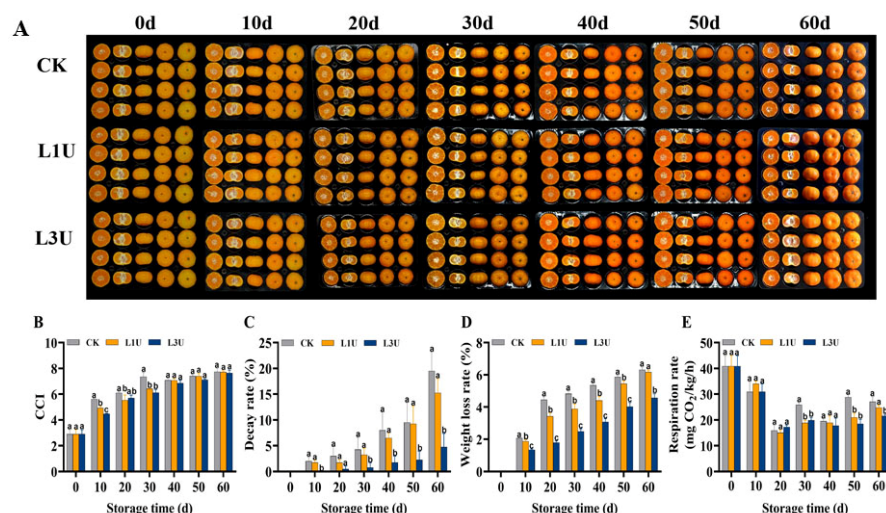 A
0d 10d 20d 30d 40d 50d 60d
CK
L1U
L3U
B
CK L1U L3U
CCI
10
8
6
4
2
0
a a a
a b c
a b ab
a b b
a a a
a a a
a a a
0 10 20 30 40 50 60
Storage time (d)
C
CK L1U L3U
Decay rate (%)
25
20
15
10
5
0
a a b
a a a
a a b
a a b
a a b
a a b
0 10 20 30 40 50 60
Storage time (d)
D
CK L1U L3U
Weight loss rate (%)
8
6
4
2
0
a a c
a b c
a b c
a b c
a b c
a a b
0 10 20 30 40 50 60
Storage time (d)
E
CK L1U L3U
Respiration rate
(mg CO₂/kg/h)
50
40
30
20
10
0
a a a
a a a
a a a
a b b
a a a
a b b
a a b
0 10 20 30 40 50 60
Storage time (d)